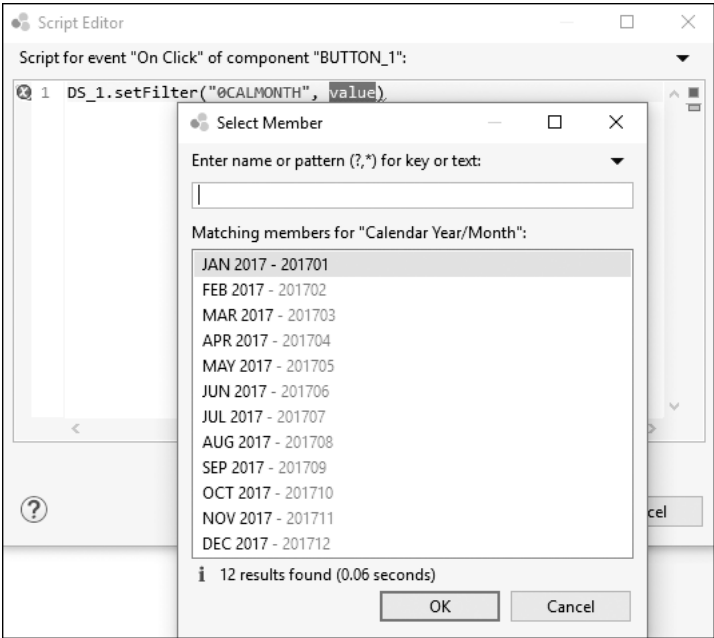 Script Editor
Script for event "On Click" of component "BUTTON_1":
1 DS_1.setFilter("0CALMONTH", value)
Select Member
Enter name or pattern (?,*) for key or text:
Matching members for "Calendar Year/Month":
JAN 2017 - 201701
FEB 2017 - 201702
MAR 2017 - 201703
APR 2017 - 201704
MAY 2017 - 201705
JUN 2017 - 201706
JUL 2017 - 201707
AUG 2017 - 201708
SEP 2017 - 201709
OCT 2017 - 201710
NOV 2017 - 201711
DEC 2017 - 201712
cel
i 12 results found (0.06 seconds)
OK Cancel